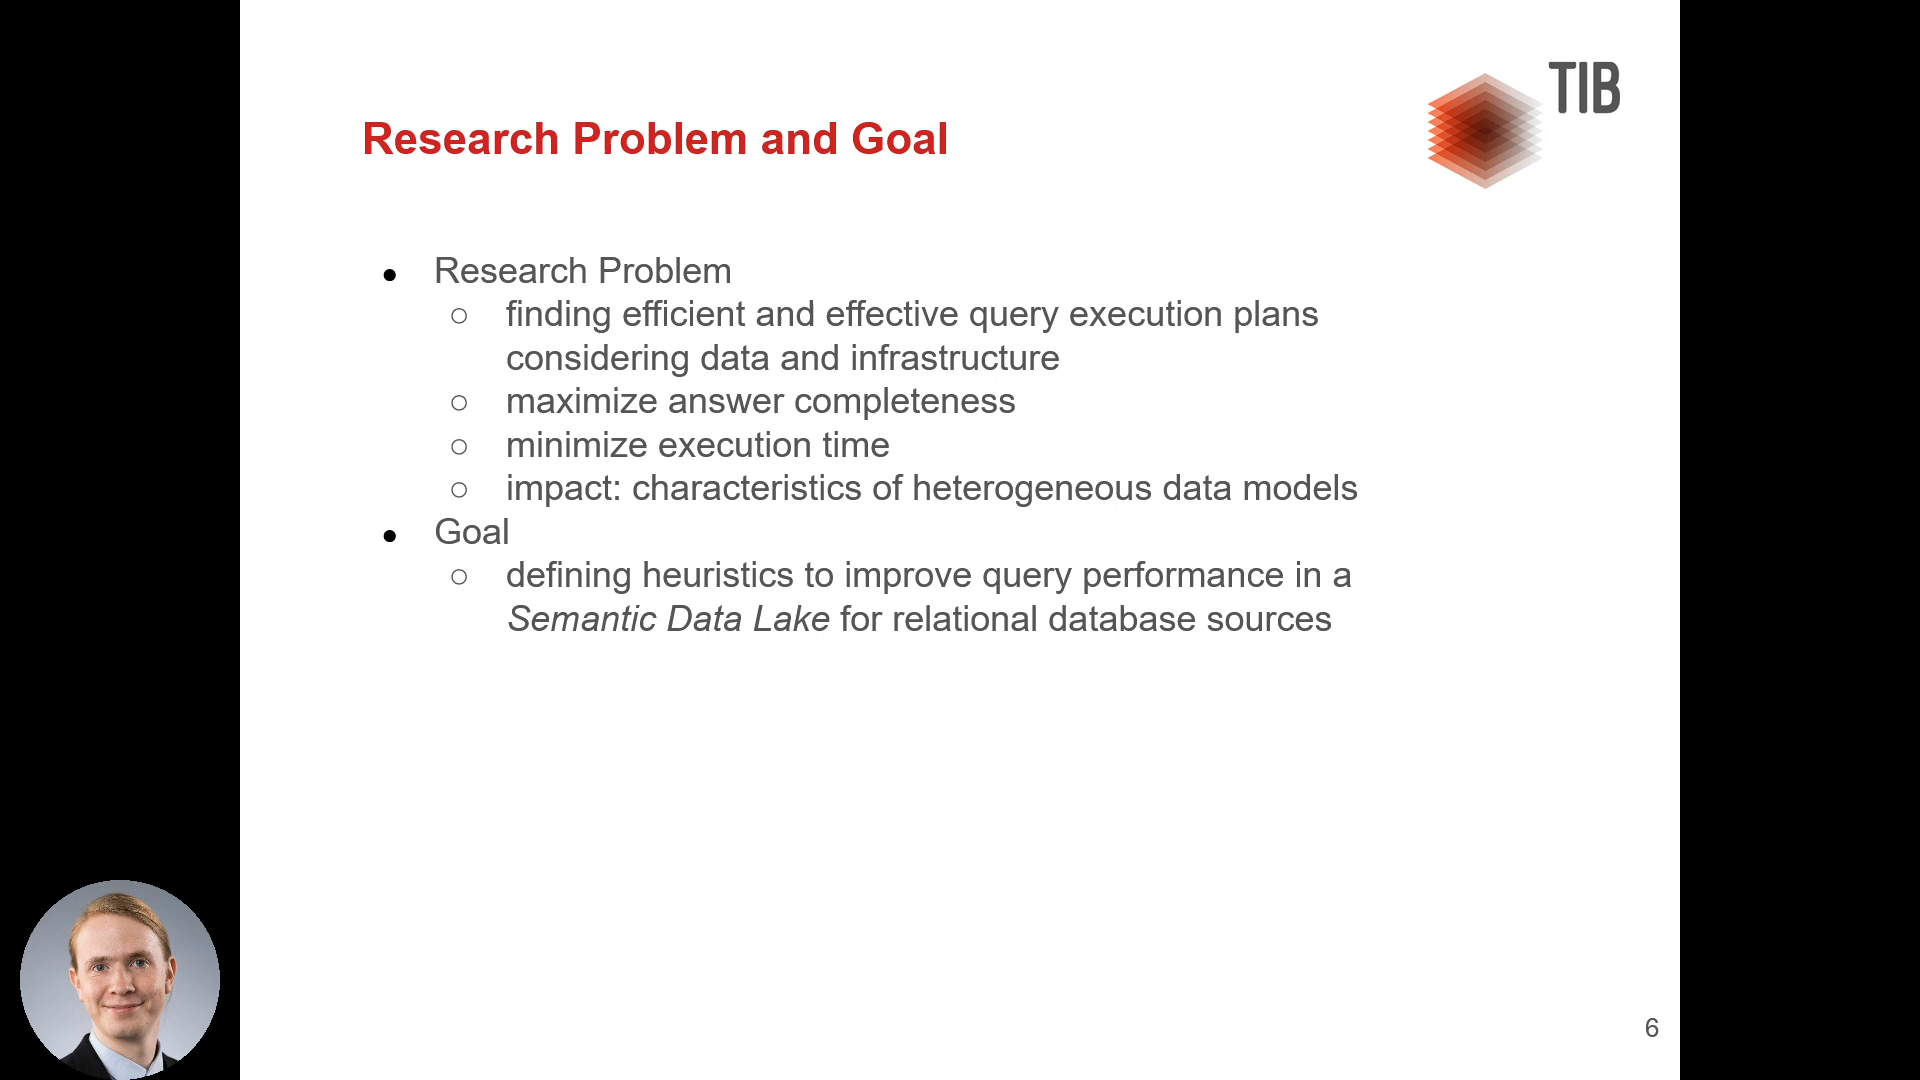 TIB
Research Problem and Goal
● Research Problem
○ finding efficient and effective query execution plans
considering data and infrastructure
○ maximize answer completeness
○ minimize execution time
○ impact: characteristics of heterogeneous data models
● Goal
○ defining heuristics to improve query performance in a
Semantic Data Lake for relational database sources
6